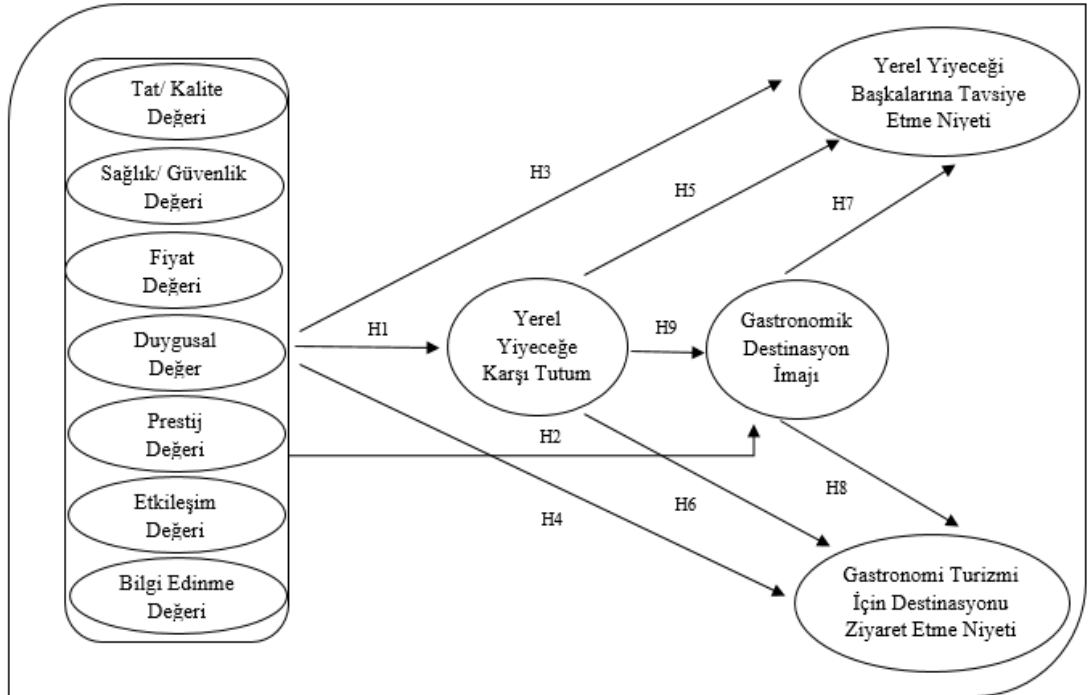 Tat/ Kalite
Değeri
Sağlık/ Güvenlik
Değeri
Fiyat
Değeri
Duygusal
Değer
Prestij
Değeri
Etkileşim
Değeri
Bilgi Edinme
Değeri
H1
H2
H3
H4
Yerel
Yiyeceğe
Karşı Tutum
H5
H6
H9
Gastronomik
Destinasyon
İmajı
H7
H8
Yerel Yiyeceği
Başkalarına Tavsiye
Etme Niyeti
Gastronomi Turizmi
İçin Destinasyonu
Ziyaret Etme Niyeti